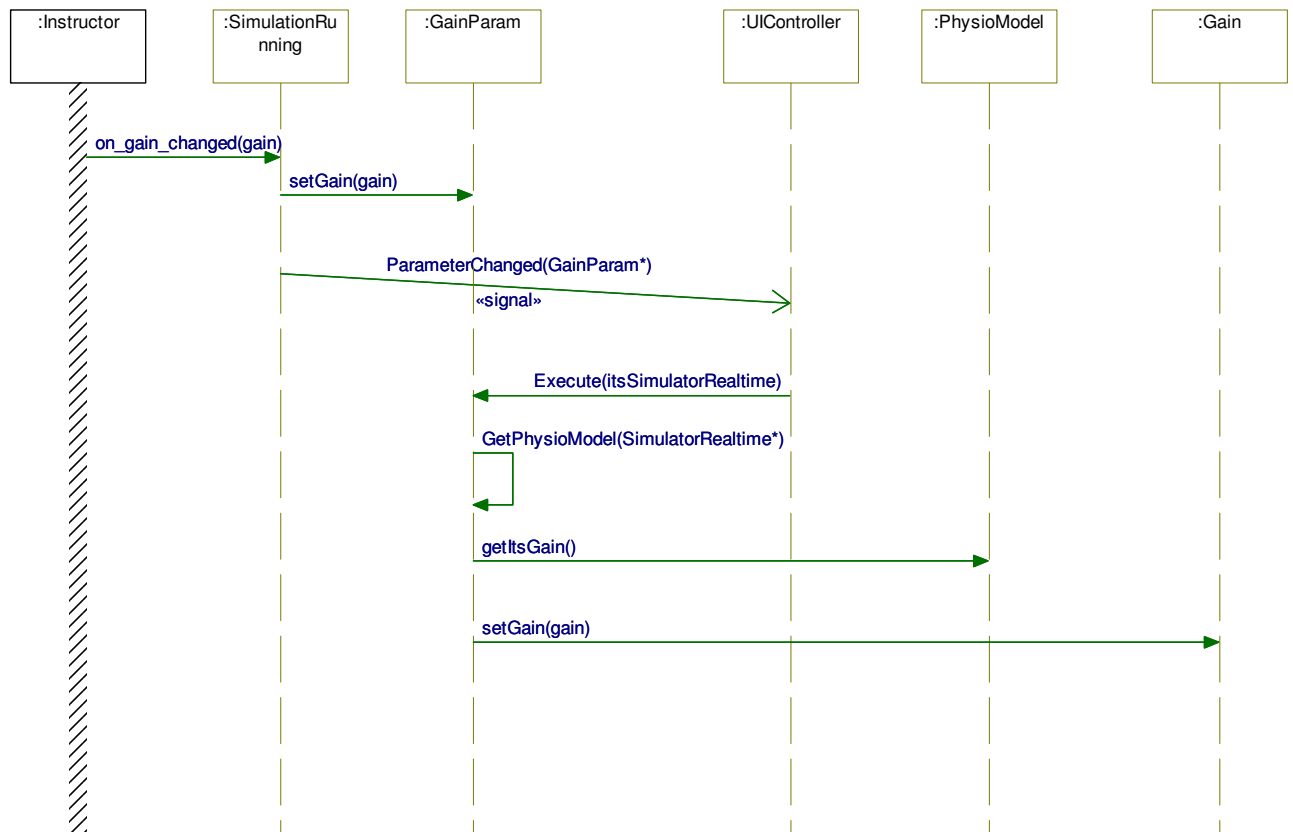 :Instructor
:SimulationRu
nning
:GainParam
:UIController
:PhysioModel
:Gain
on_gain_changed(gain)
setGain(gain)
ParameterChanged(GainParam*)
«signal»
Execute(itsSimulatorRealtime)
GetPhysioModel(SimulatorRealtime*)
getItsGain()
setGain(gain)